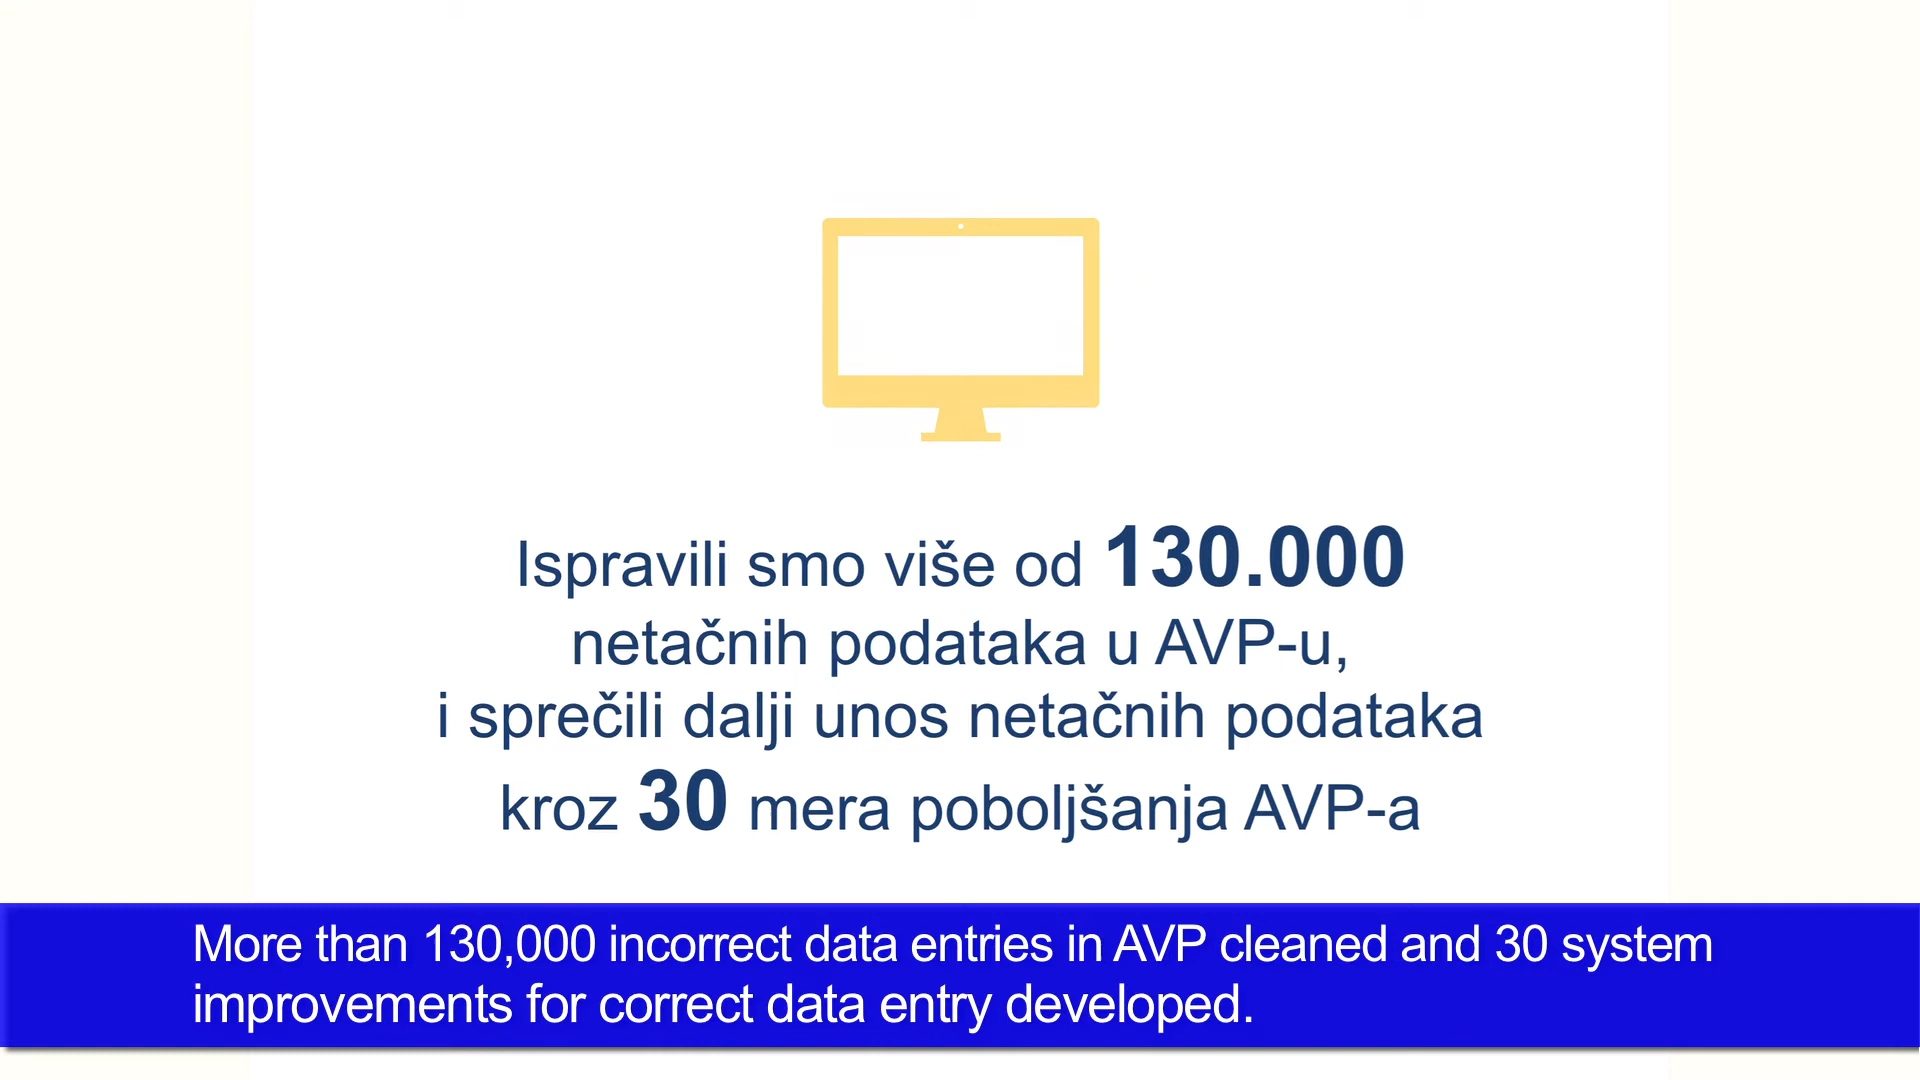 Ispravili smo više od 130.000
netačnih podataka u AVP-u,
i sprečili dalji unos netačnih podataka
kroz 30 mera poboljšanja AVP-a
More than 130,000 incorrect data entries in AVP cleaned and 30 system
improvements for correct data entry developed.